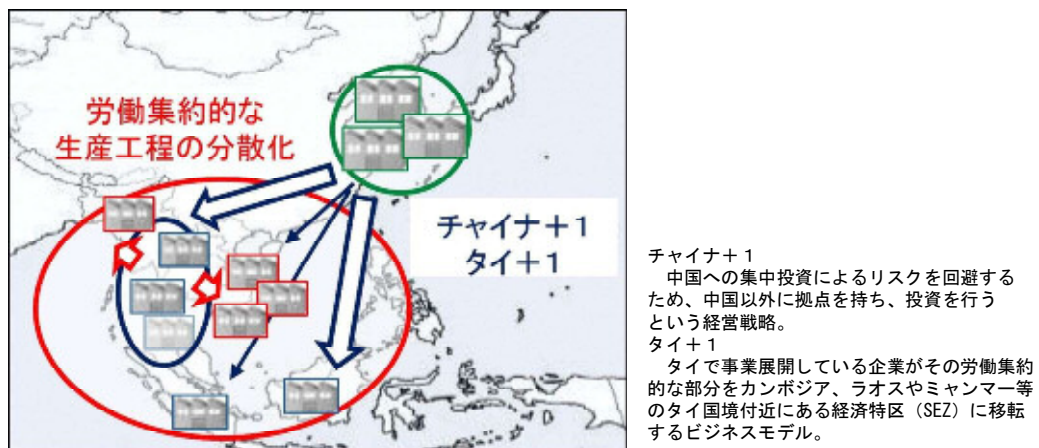 労働集約的な
生産工程の分散化
チャイナ＋１
タイ＋１
チャイナ＋１
　中国への集中投資によるリスクを回避する
ため、中国以外に拠点を持ち、投資を行う
という経営戦略。
タイ＋１
　タイで事業展開している企業がその労働集約
的な部分をカンボジア、ラオスやミャンマー等
のタイ国境付近にある経済特区（SEZ）に移転
するビジネスモデル。